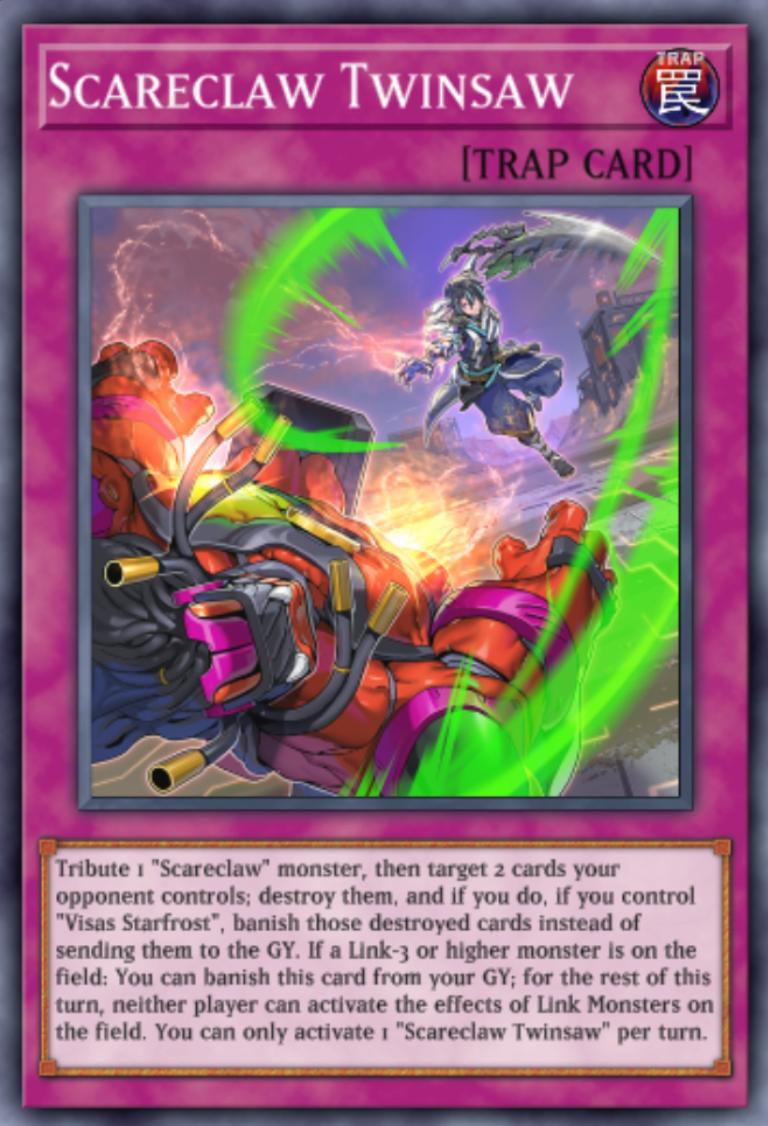 SCARECLAW TWINSAW
TRAP
罠
[TRAP CARD]
Tribute 1 "Scareclaw" monster, then target 2 cards your
opponent controls; destroy them, and if you do, if you control
"Visas Starfrost", banish those destroyed cards instead of
sending them to the GY. If a Link-3 or higher monster is on the
field: You can banish this card from your GY; for the rest of this
turn, neither player can activate the effects of Link Monsters on
the field. You can only activate 1 "Scareclaw Twinsaw" per turn.